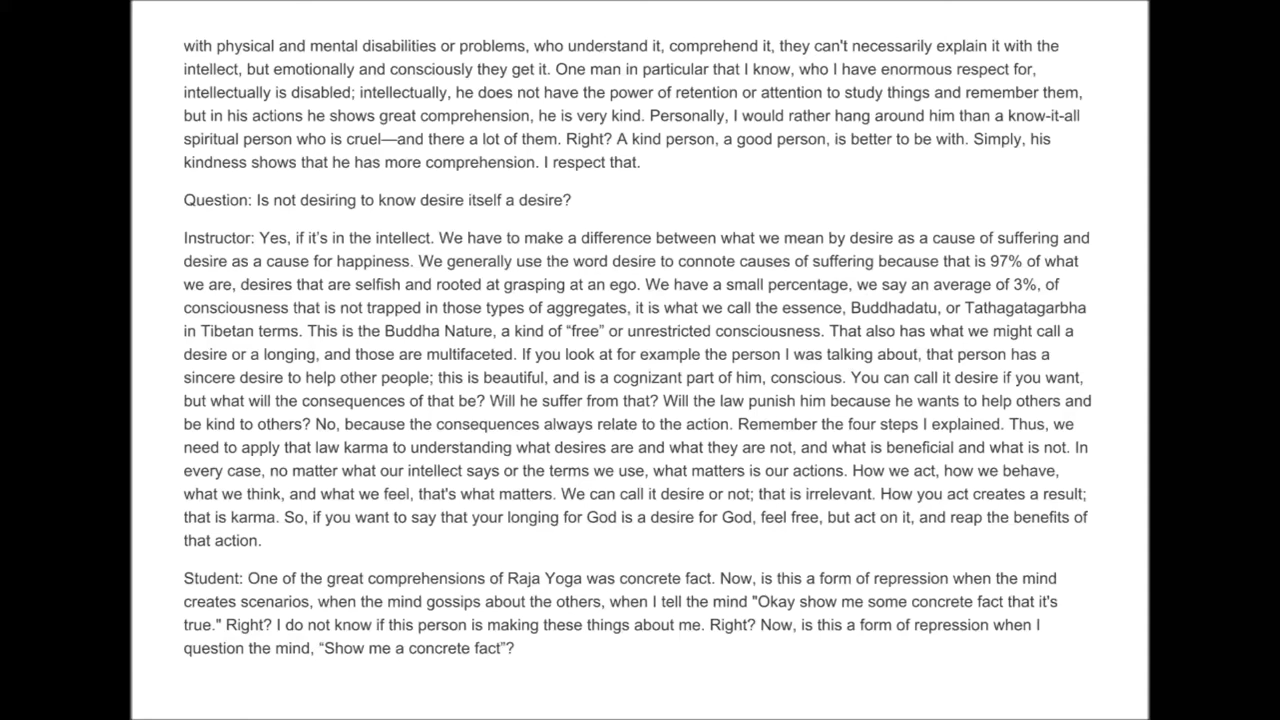 with physical and mental disabilities or problems, who understand it, comprehend it, they can't necessarily explain it with the
intellect, but emotionally and consciously they get it. One man in particular that I know, who I have enormous respect for,
intellectually is disabled; intellectually, he does not have the power of retention or attention to study things and remember them,
but in his actions he shows great comprehension, he is very kind. Personally, I would rather hang around him than a know-it-all
spiritual person who is cruel—and there a lot of them. Right? A kind person, a good person, is better to be with. Simply, his
kindness shows that he has more comprehension. I respect that.
Question: Is not desiring to know desire itself a desire?
Instructor: Yes, if it’s in the intellect. We have to make a difference between what we mean by desire as a cause of suffering and
desire as a cause for happiness. We generally use the word desire to connote causes of suffering because that is 97% of what
we are, desires that are selfish and rooted at grasping at an ego. We have a small percentage, we say an average of 3%, of
consciousness that is not trapped in those types of aggregates, it is what we call the essence, Buddhadatu, or Tathagatagarbha
in Tibetan terms. This is the Buddha Nature, a kind of “free” or unrestricted consciousness. That also has what we might call a
desire or a longing, and those are multifaceted. If you look at for example the person I was talking about, that person has a
sincere desire to help other people; this is beautiful, and is a cognizant part of him, conscious. You can call it desire if you want,
but what will the consequences of that be? Will he suffer from that? Will the law punish him because he wants to help others and
be kind to others? No, because the consequences always relate to the action. Remember the four steps I explained. Thus, we
need to apply that law karma to understanding what desires are and what they are not, and what is beneficial and what is not. In
every case, no matter what our intellect says or the terms we use, what matters is our actions. How we act, how we behave,
what we think, and what we feel, that's what matters. We can call it desire or not; that is irrelevant. How you act creates a result;
that is karma. So, if you want to say that your longing for God is a desire for God, feel free, but act on it, and reap the benefits of
that action.
Student: One of the great comprehensions of Raja Yoga was concrete fact. Now, is this a form of repression when the mind
creates scenarios, when the mind gossips about the others, when I tell the mind "Okay show me some concrete fact that it's
true." Right? I do not know if this person is making these things about me. Right? Now, is this a form of repression when I
question the mind, “Show me a concrete fact”?